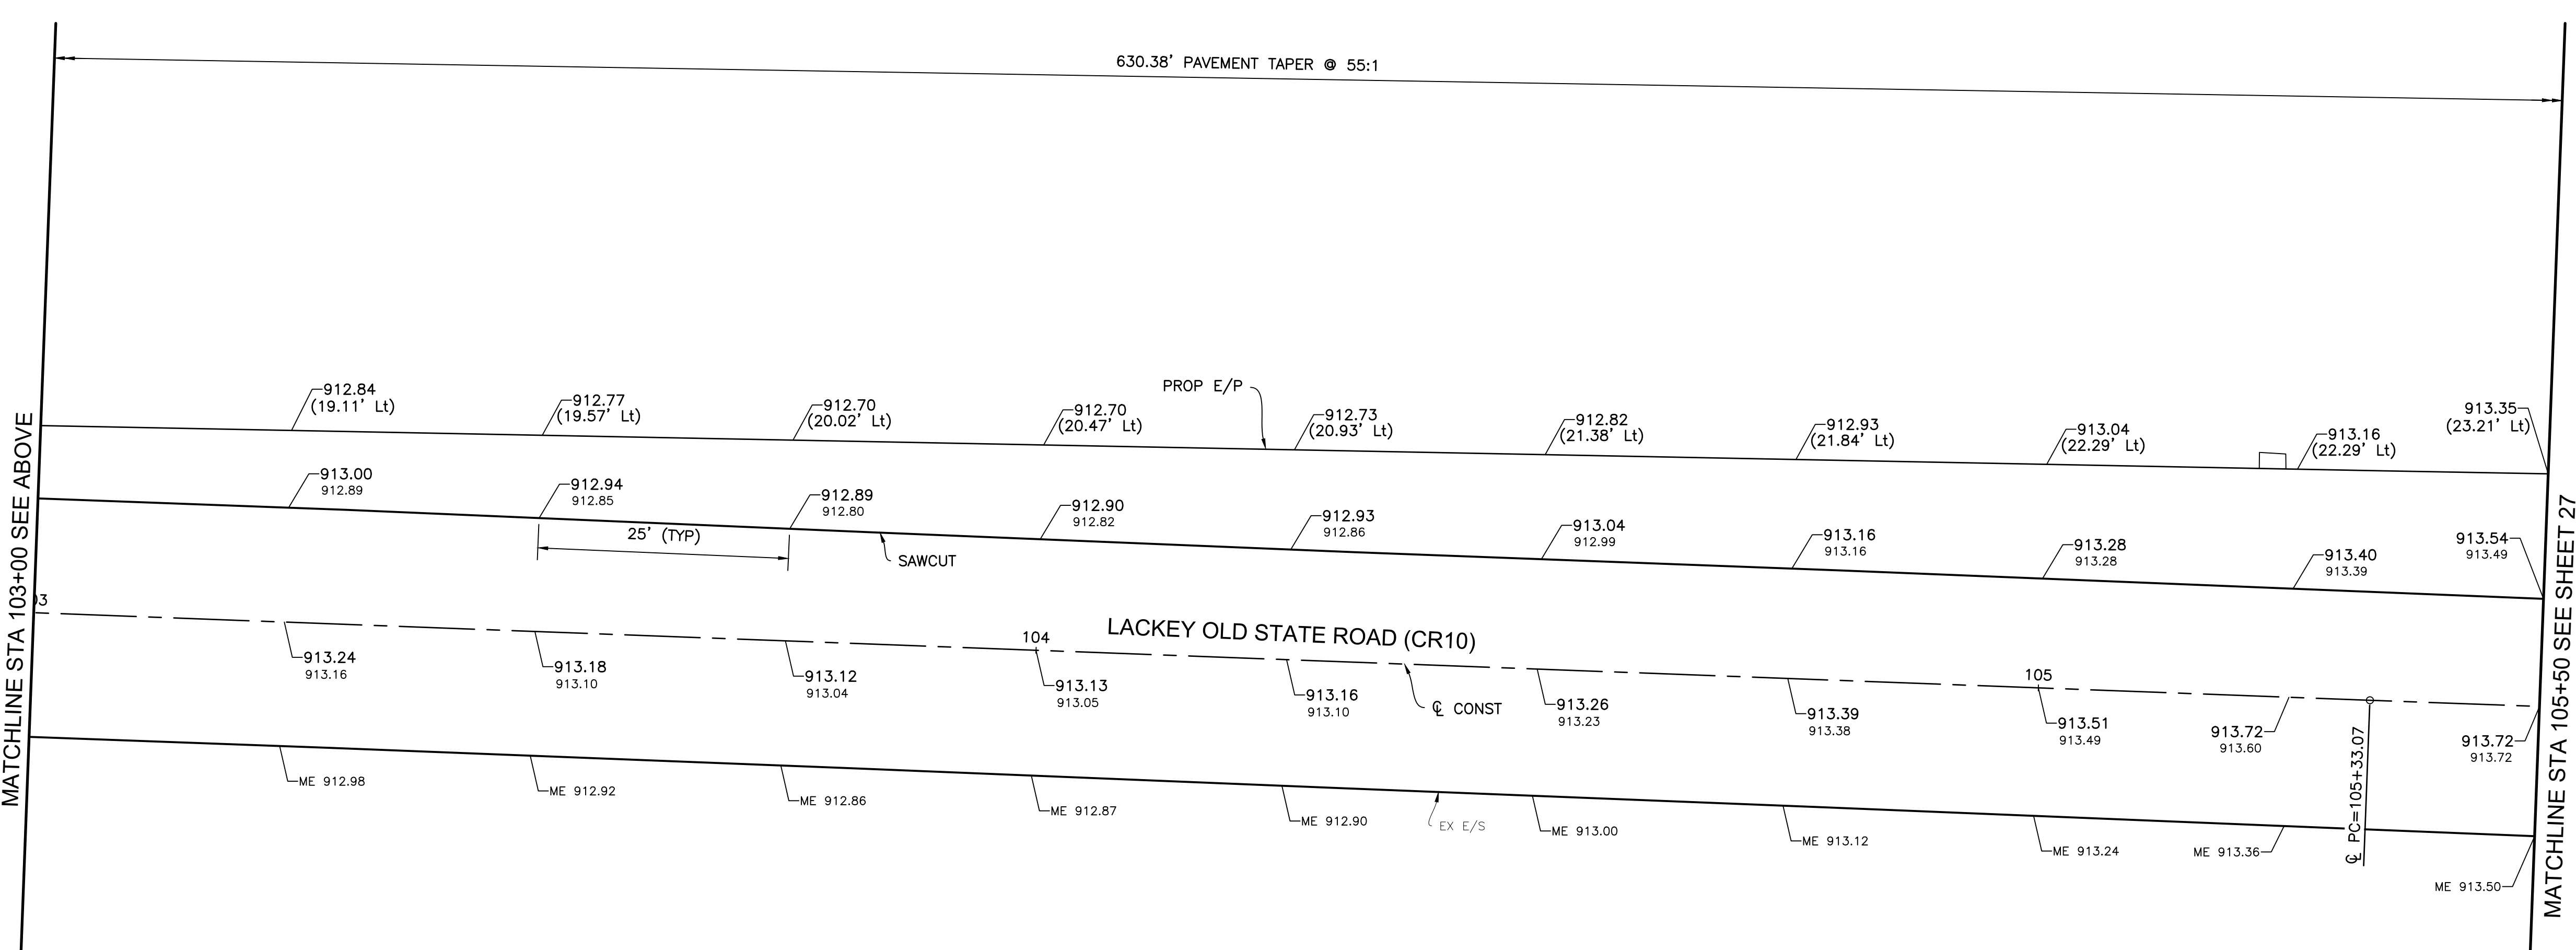 630.38' PAVEMENT TAPER @ 55:1
MATCHLINE STA 103+00 SEE ABOVE
912.84
(19.11' Lt)
912.77
(19.57' Lt)
912.70
(20.02' Lt)
912.70
(20.47' Lt)
PROP E/P
912.73
(20.93' Lt)
912.82
(21.38' Lt)
912.93
(21.84' Lt)
913.04
(22.29' Lt)
913.16
(22.29' Lt)
913.35
(23.21' Lt)
913.00
912.89
912.94
912.85
912.89
912.80
912.90
912.82
912.93
912.86
913.04
912.99
913.16
913.16
913.28
913.28
913.40
913.39
913.54
913.49
25' (TYP)
SAWCUT
03
104
LACKEY OLD STATE ROAD (CR10)
105
913.24
913.16
913.18
913.10
913.12
913.04
913.13
913.05
913.16
913.10
℄ CONST
913.26
913.23
913.39
913.38
913.51
913.49
913.72
913.60
913.72
913.72
℄ PC=105+33.07
ME 912.98
ME 912.92
ME 912.86
ME 912.87
ME 912.90
EX E/S
ME 913.00
ME 913.12
ME 913.24
ME 913.36
ME 913.50
MATCHLINE STA 105+50 SEE SHEET 27